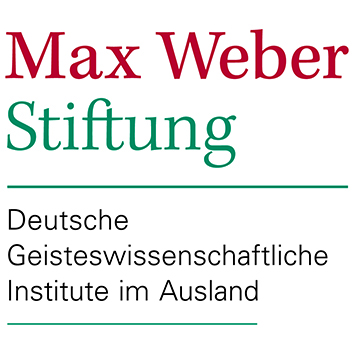 Max Weber
Stiftung
Deutsche
Geisteswissenschaftliche
Institute im Ausland